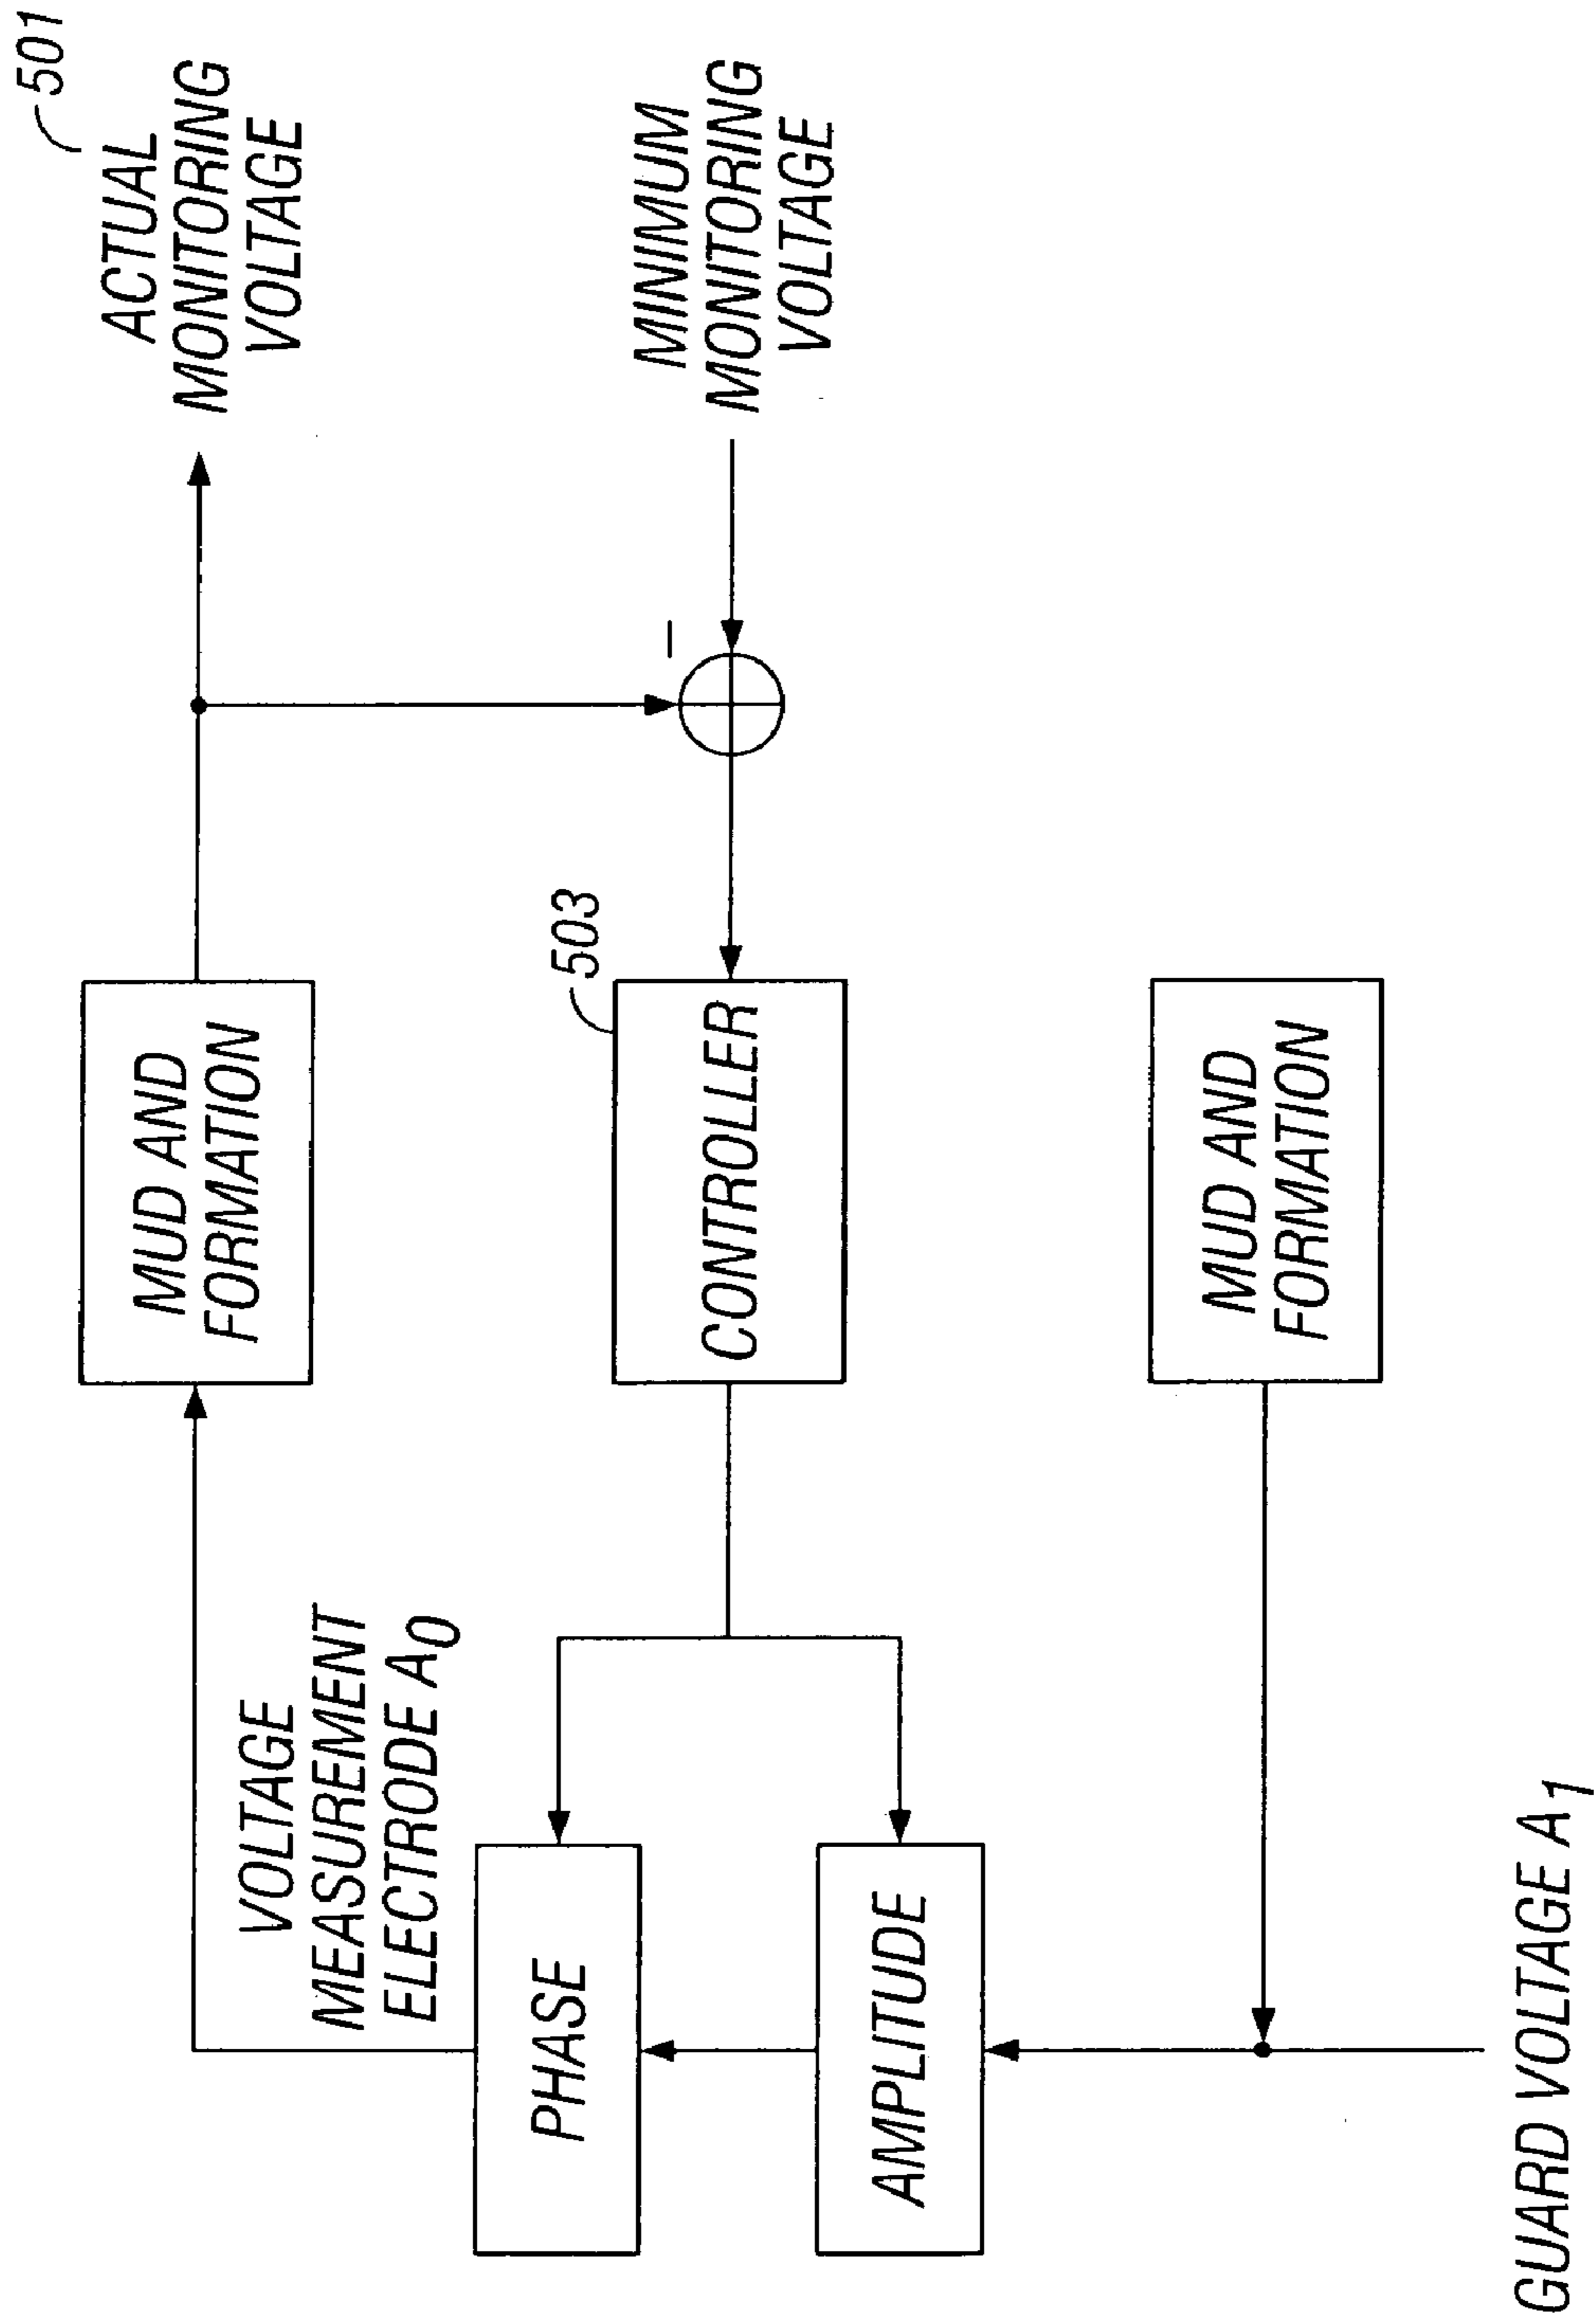 501
ACTUAL
MONITORING
VOLTAGE
MINIMUM
MONITORING
VOLTAGE
–
MUD AND
FORMATION
503
CONTROLLER
MUD AND
FORMATION
VOLTAGE
MEASUREMENT
ELECTRODE A0
PHASE
AMPLITUDE
GUARD VOLTAGE A1